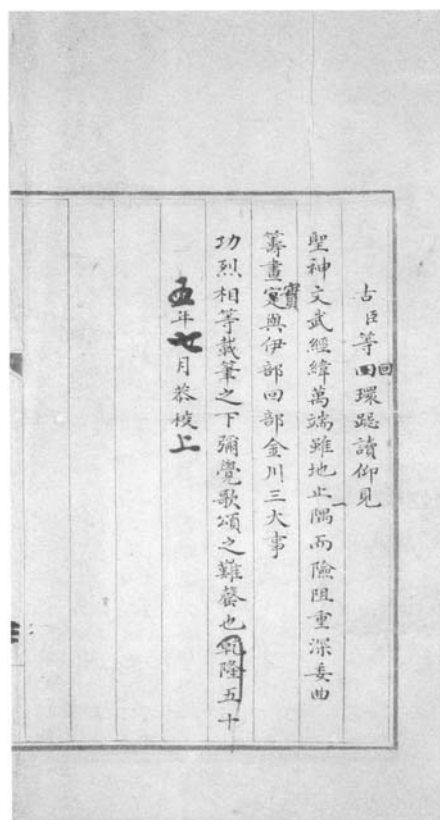 古臣等囬回環跽讀仰見
聖神文武經緯萬端雖地止一隅而險阻重深委曲
籌畫寔實與伊部回部金川三大事
功烈相等載筆之下彌覺歌頌之難罄也乾隆五十
五年七月恭校上